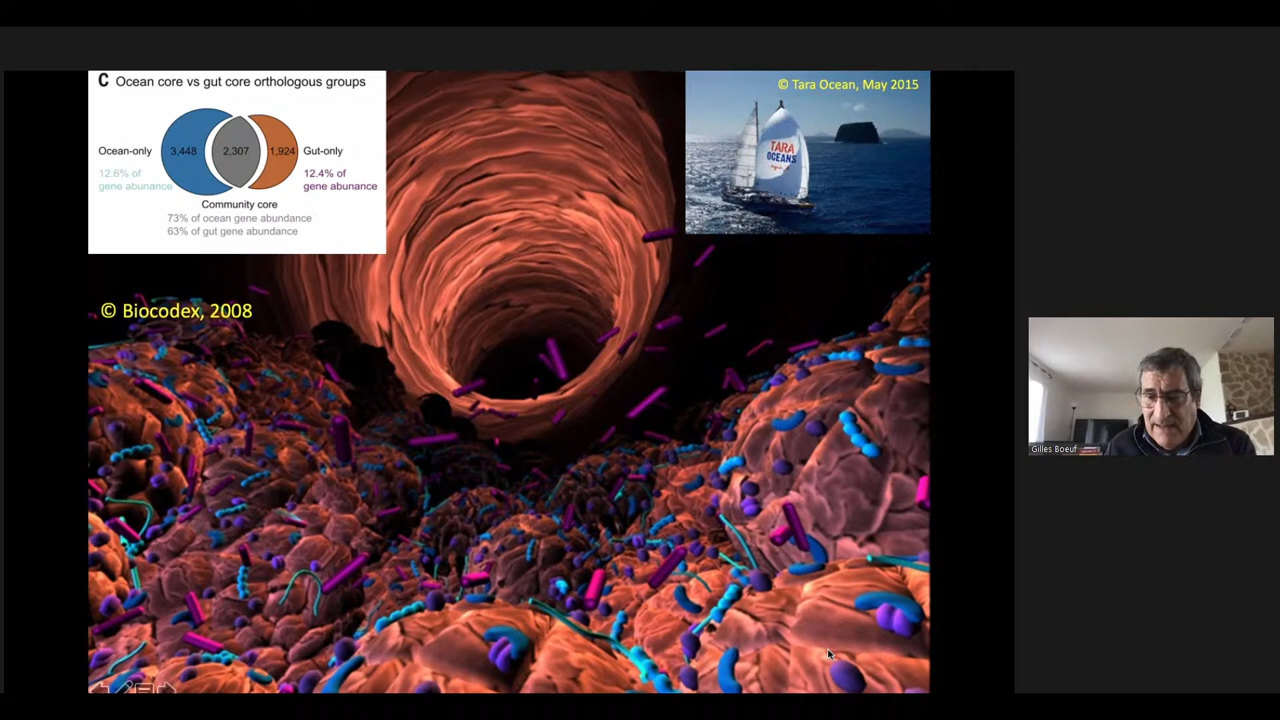 C Ocean core vs gut core orthologous groups
Ocean-only
3,448
2,307
1,924
Gut-only
12.6% of
gene abunance
12.4% of
gene abunance
Community core
73% of ocean gene abundance
63% of gut gene abundance
© Tara Ocean, May 2015
TARA
OCEANS
© Biocodex, 2008
Gilles Boeuf